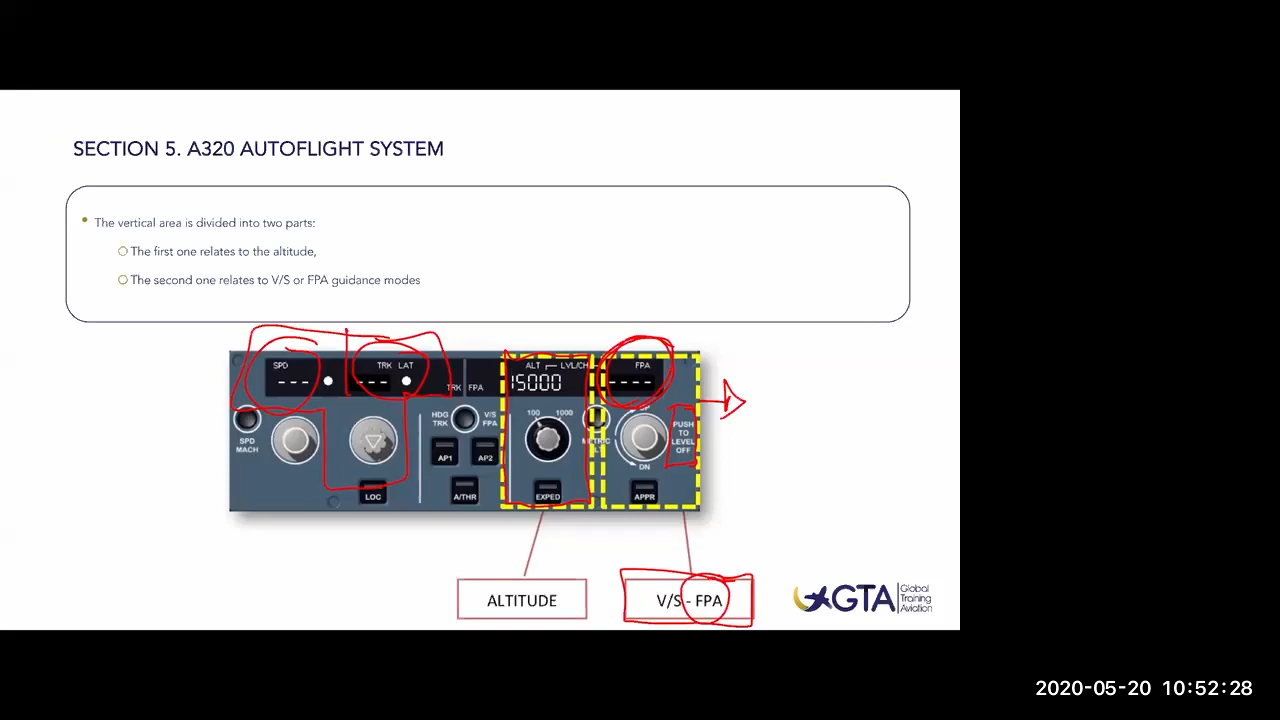 SECTION 5. A320 AUTOFLIGHT SYSTEM
The vertical area is divided into two parts:
The first one relates to the altitude,
The second one relates to V/S or FPA guidance modes
SPD
TRK LAT
ALT LVL/CH
FPA
- - -
- - -
15000
- - - -
TRK FPA
HDG
TRK
V/S
FPA
100
1000
UP
SPD
MACH
METRIC
PUSH
TO
LEVEL
OFF
AP1
AP2
DN
LOC
A/THR
EXPED
APPR
ALTITUDE
V/S - FPA
GTA
Global
Training
Aviation
2020-05-20 10:52:28